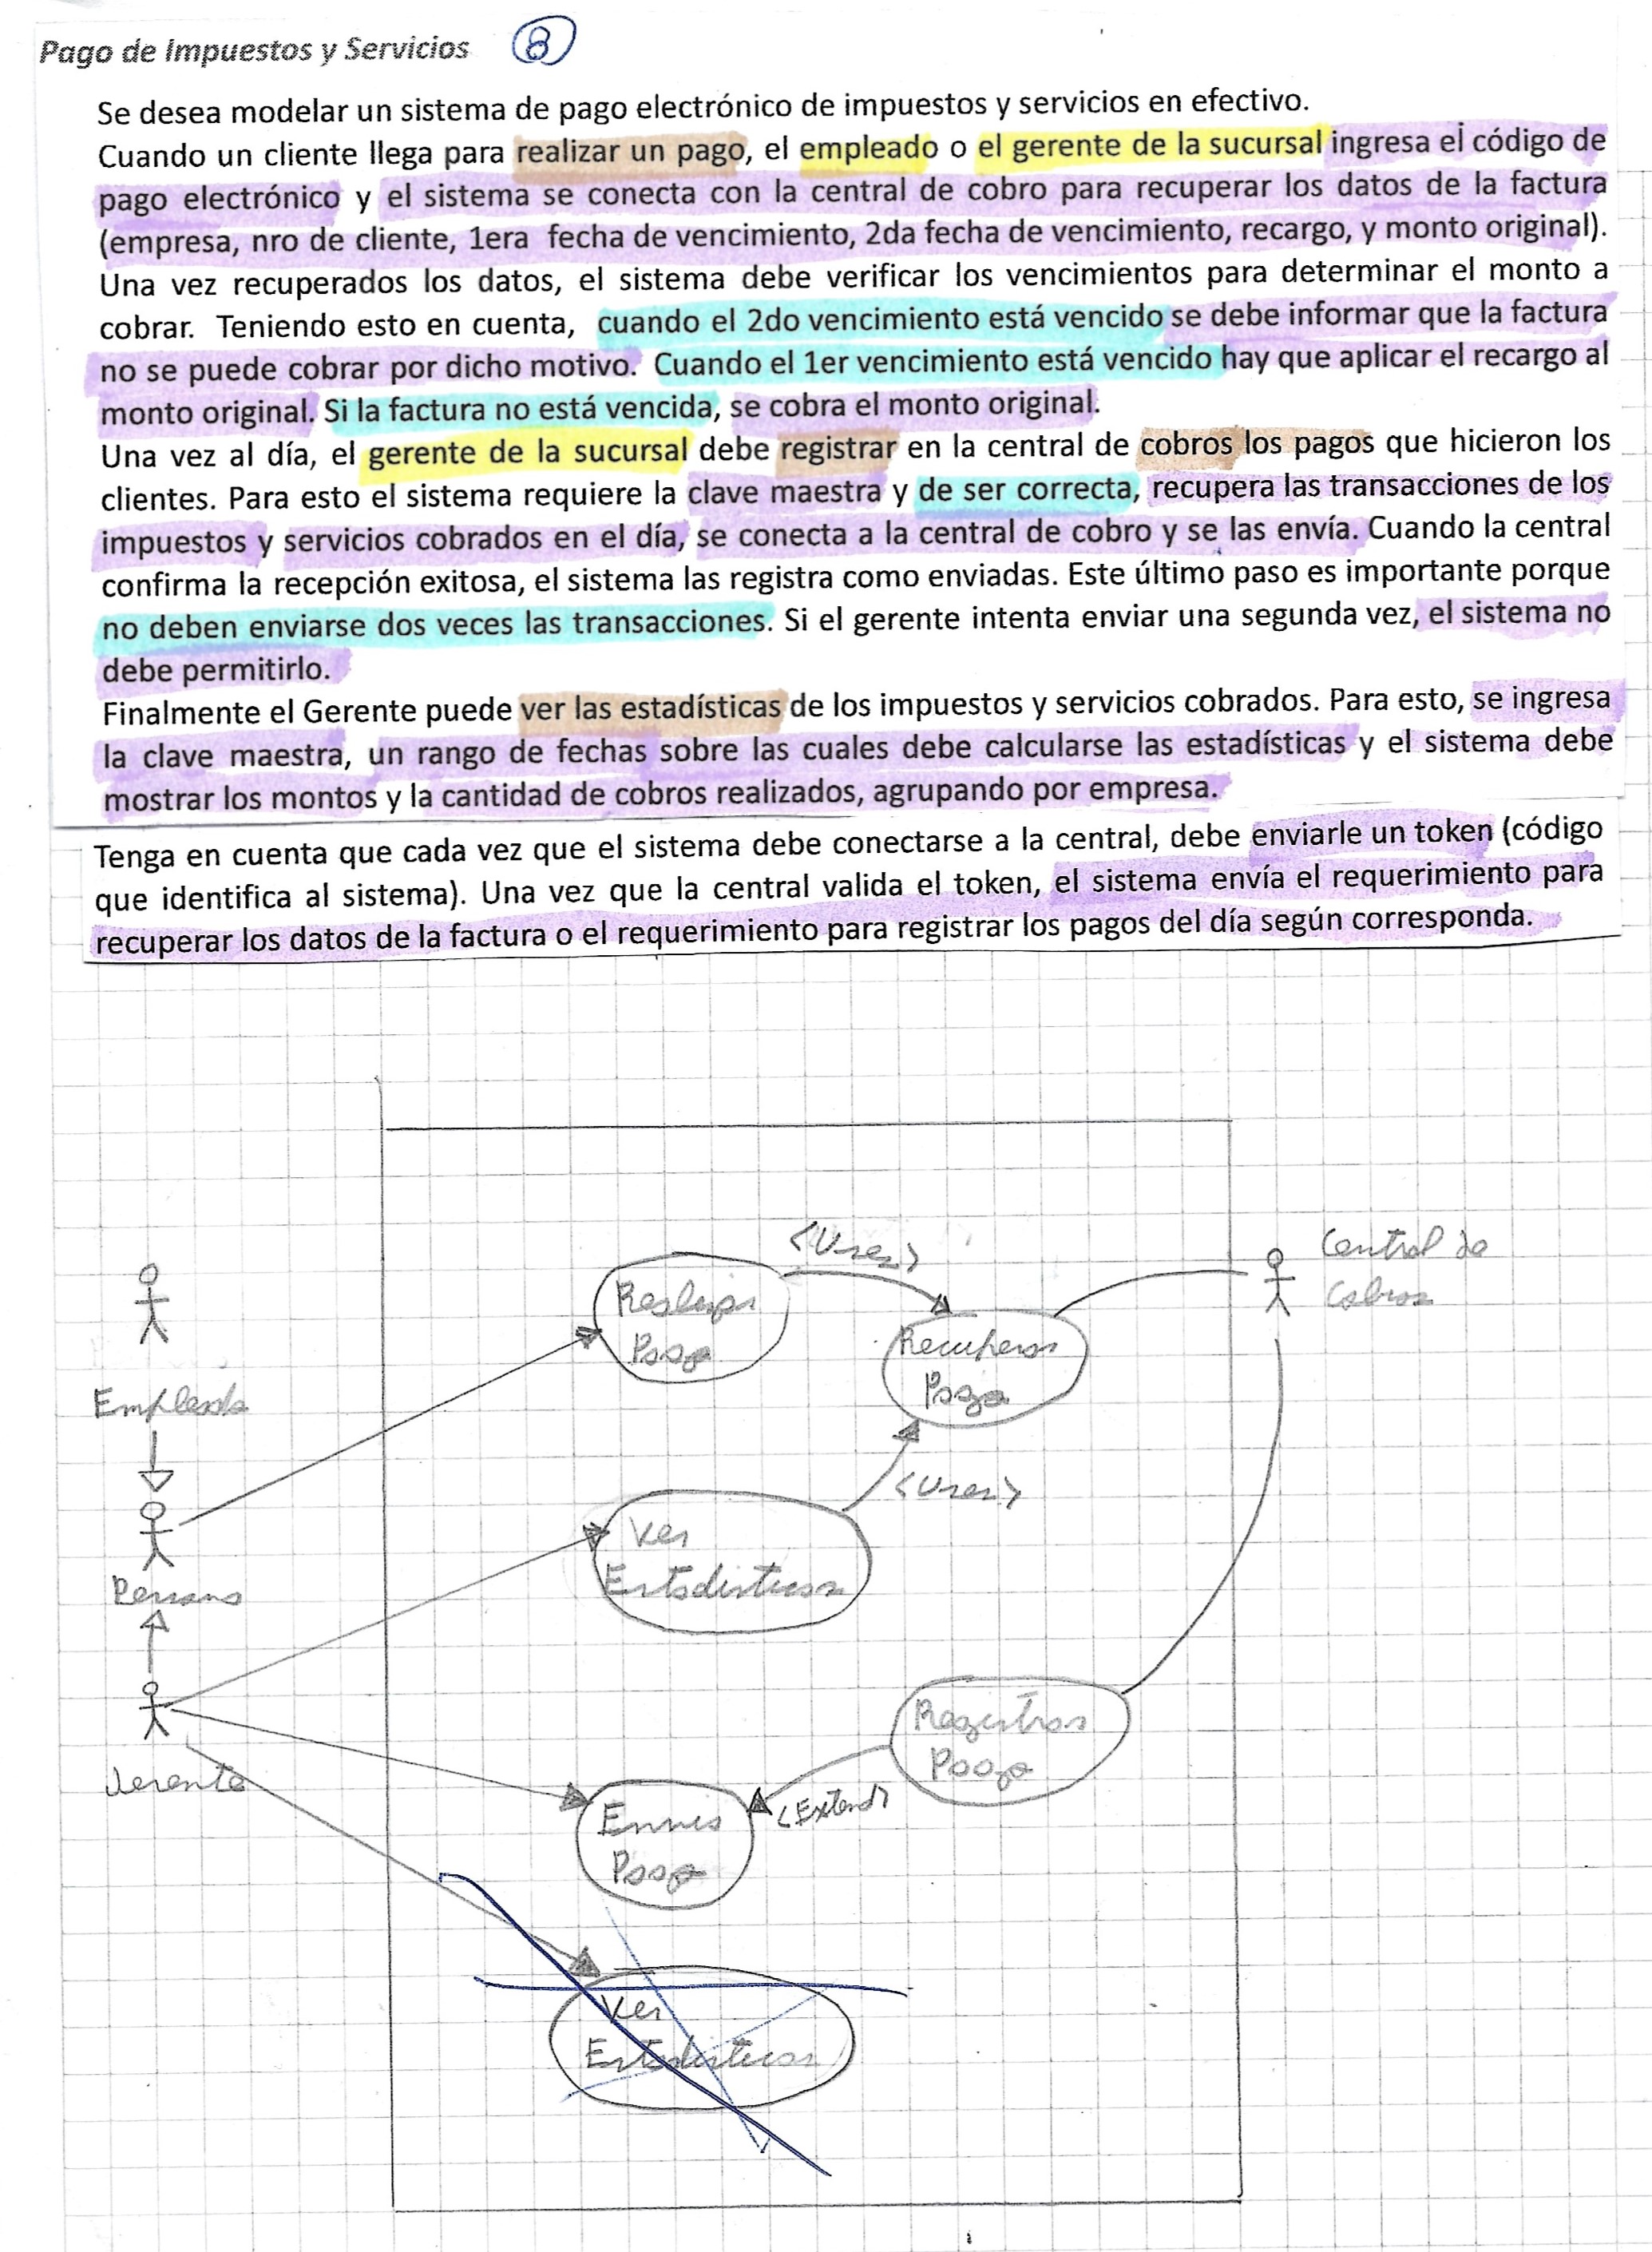 Pago de Impuestos y Servicios 8
Se desea modelar un sistema de pago electrónico de impuestos y servicios en efectivo.
Cuando un cliente llega para realizar un pago, el empleado o el gerente de la sucursal ingresa el código de
pago electrónico y el sistema se conecta con la central de cobro para recuperar los datos de la factura
(empresa, nro de cliente, 1era fecha de vencimiento, 2da fecha de vencimiento, recargo, y monto original).
Una vez recuperados los datos, el sistema debe verificar los vencimientos para determinar el monto a
cobrar. Teniendo esto en cuenta, cuando el 2do vencimiento está vencido se debe informar que la factura
no se puede cobrar por dicho motivo. Cuando el 1er vencimiento está vencido hay que aplicar el recargo al
monto original. Si la factura no está vencida, se cobra el monto original.
Una vez al día, el gerente de la sucursal debe registrar en la central de cobros los pagos que hicieron los
clientes. Para esto el sistema requiere la clave maestra y de ser correcta, recupera las transacciones de los
impuestos y servicios cobrados en el día, se conecta a la central de cobro y se las envía. Cuando la central
confirma la recepción exitosa, el sistema las registra como enviadas. Este último paso es importante porque
no deben enviarse dos veces las transacciones. Si el gerente intenta enviar una segunda vez, el sistema no
debe permitirlo.
Finalmente el Gerente puede ver las estadísticas de los impuestos y servicios cobrados. Para esto, se ingresa
la clave maestra, un rango de fechas sobre las cuales debe calcularse las estadísticas y el sistema debe
mostrar los montos y la cantidad de cobros realizados, agrupando por empresa.
Tenga en cuenta que cada vez que el sistema debe conectarse a la central, debe enviarle un token (código
que identifica al sistema). Una vez que la central valida el token, el sistema envía el requerimiento para
recuperar los datos de la factura o el requerimiento para registrar los pagos del día según corresponda.
<Uses>
Central de
Cobros
Realizar
Pago
Recuperar
Pago
Empleado
<Uses>
Ver
Estadisticas
Persona
Registrar
Pago
Gerente
<Extend>
Pago
Ver
Estadisticas